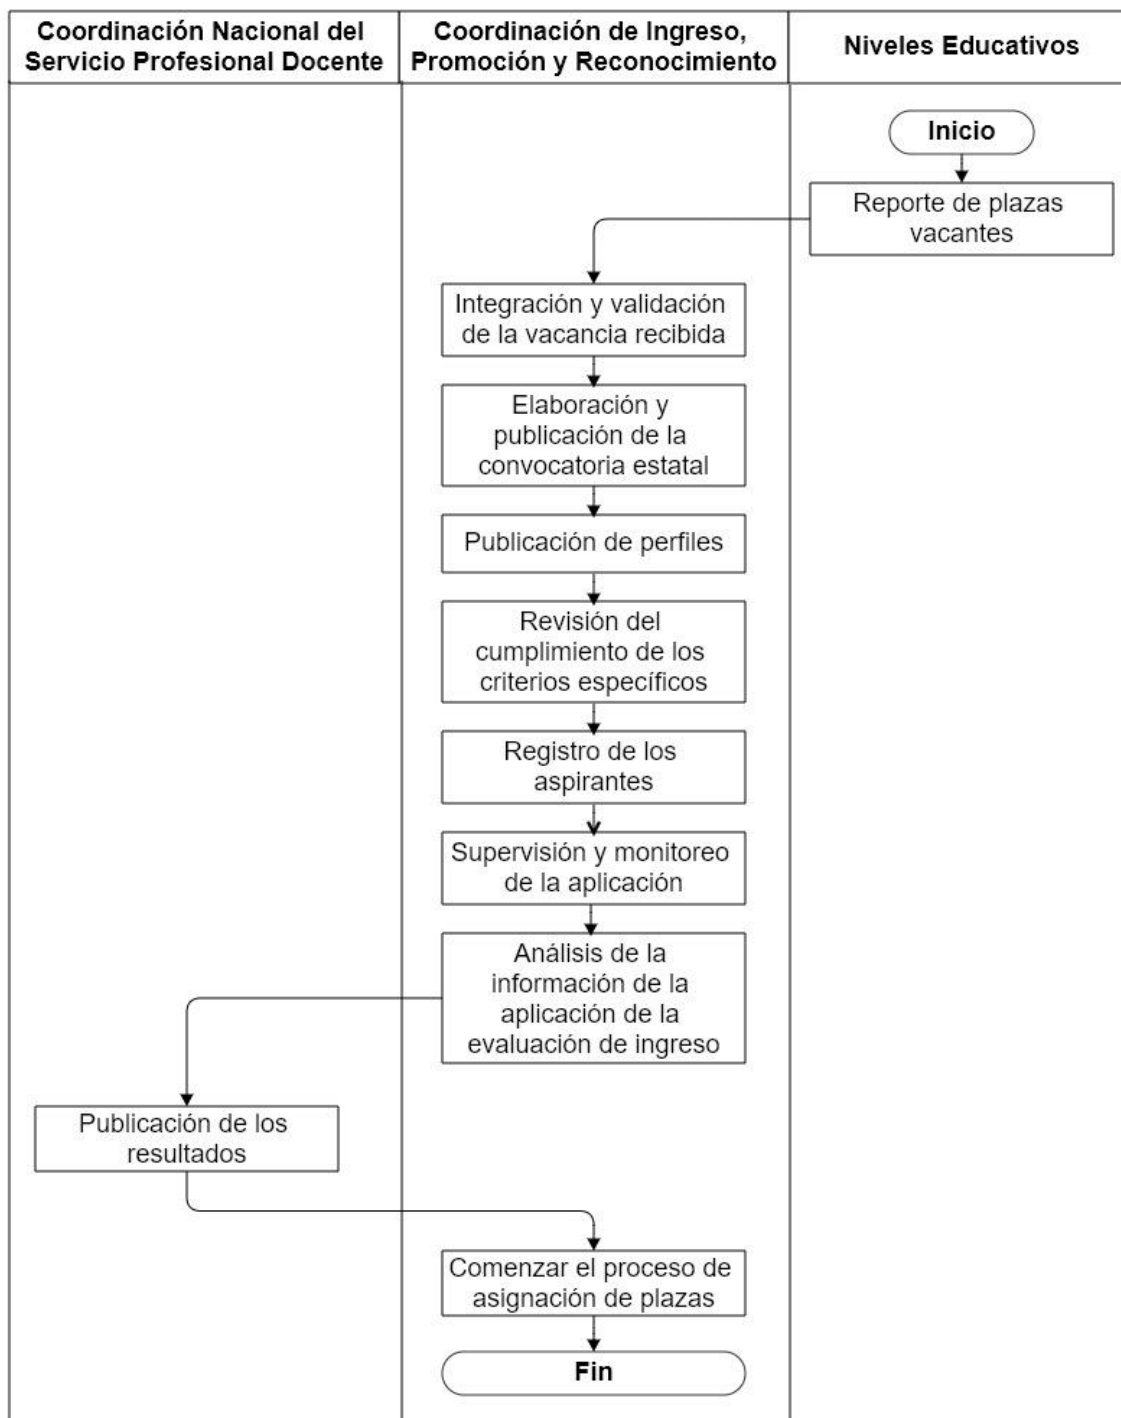 Coordinación Nacional del
Servicio Profesional Docente
Coordinación de Ingreso,
Promoción y Reconocimiento
Niveles Educativos
Inicio
Reporte de plazas
vacantes
Integración y validación
de la vacancia recibida
Elaboración y
publicación de la
convocatoria estatal
Publicación de perfiles
Revisión del
cumplimiento de los
criterios específicos
Registro de los
aspirantes
Supervisión y monitoreo
de la aplicación
Análisis de la
información de la
aplicación de la
evaluación de ingreso
Publicación de los
resultados
Comenzar el proceso de
asignación de plazas
Fin